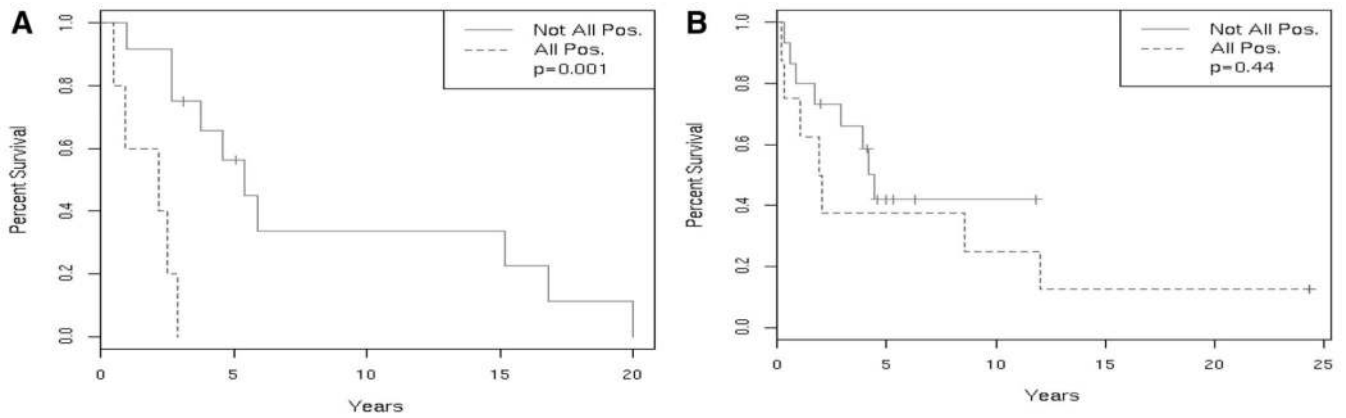 A
Not All Pos.
All Pos.
p=0.001
Percent Survival
1.0
0.8
0.6
0.4
0.2
0.0
0 5 10 15 20
Years
B
Not All Pos.
All Pos.
p=0.44
Percent Survival
1.0
0.8
0.6
0.4
0.2
0.0
0 5 10 15 20 25
Years